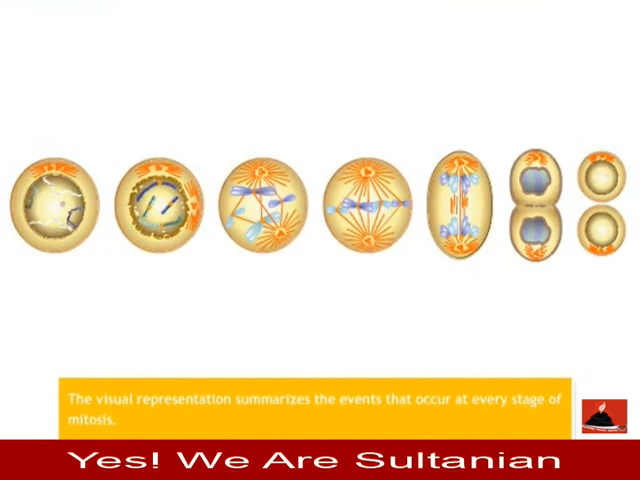 The visual representation summarizes the events that occur at every stage of
mitosis.
Yes! We Are Sultanian